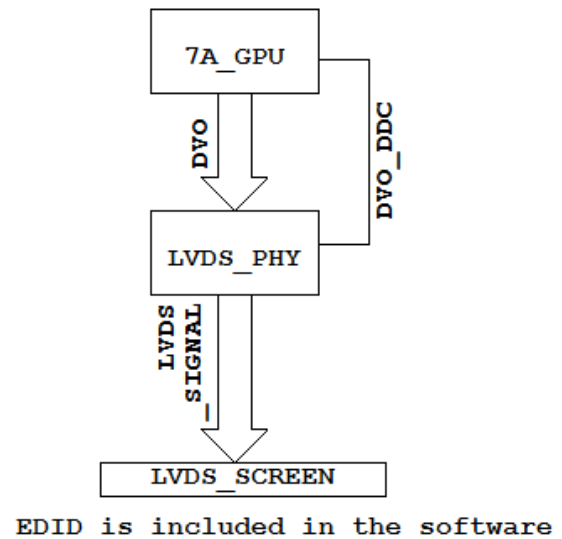 7A_GPU
DVO
DVO_DDC
LVDS_PHY
LVDS
_SIGNAL
LVDS_SCREEN
EDID is included in the software